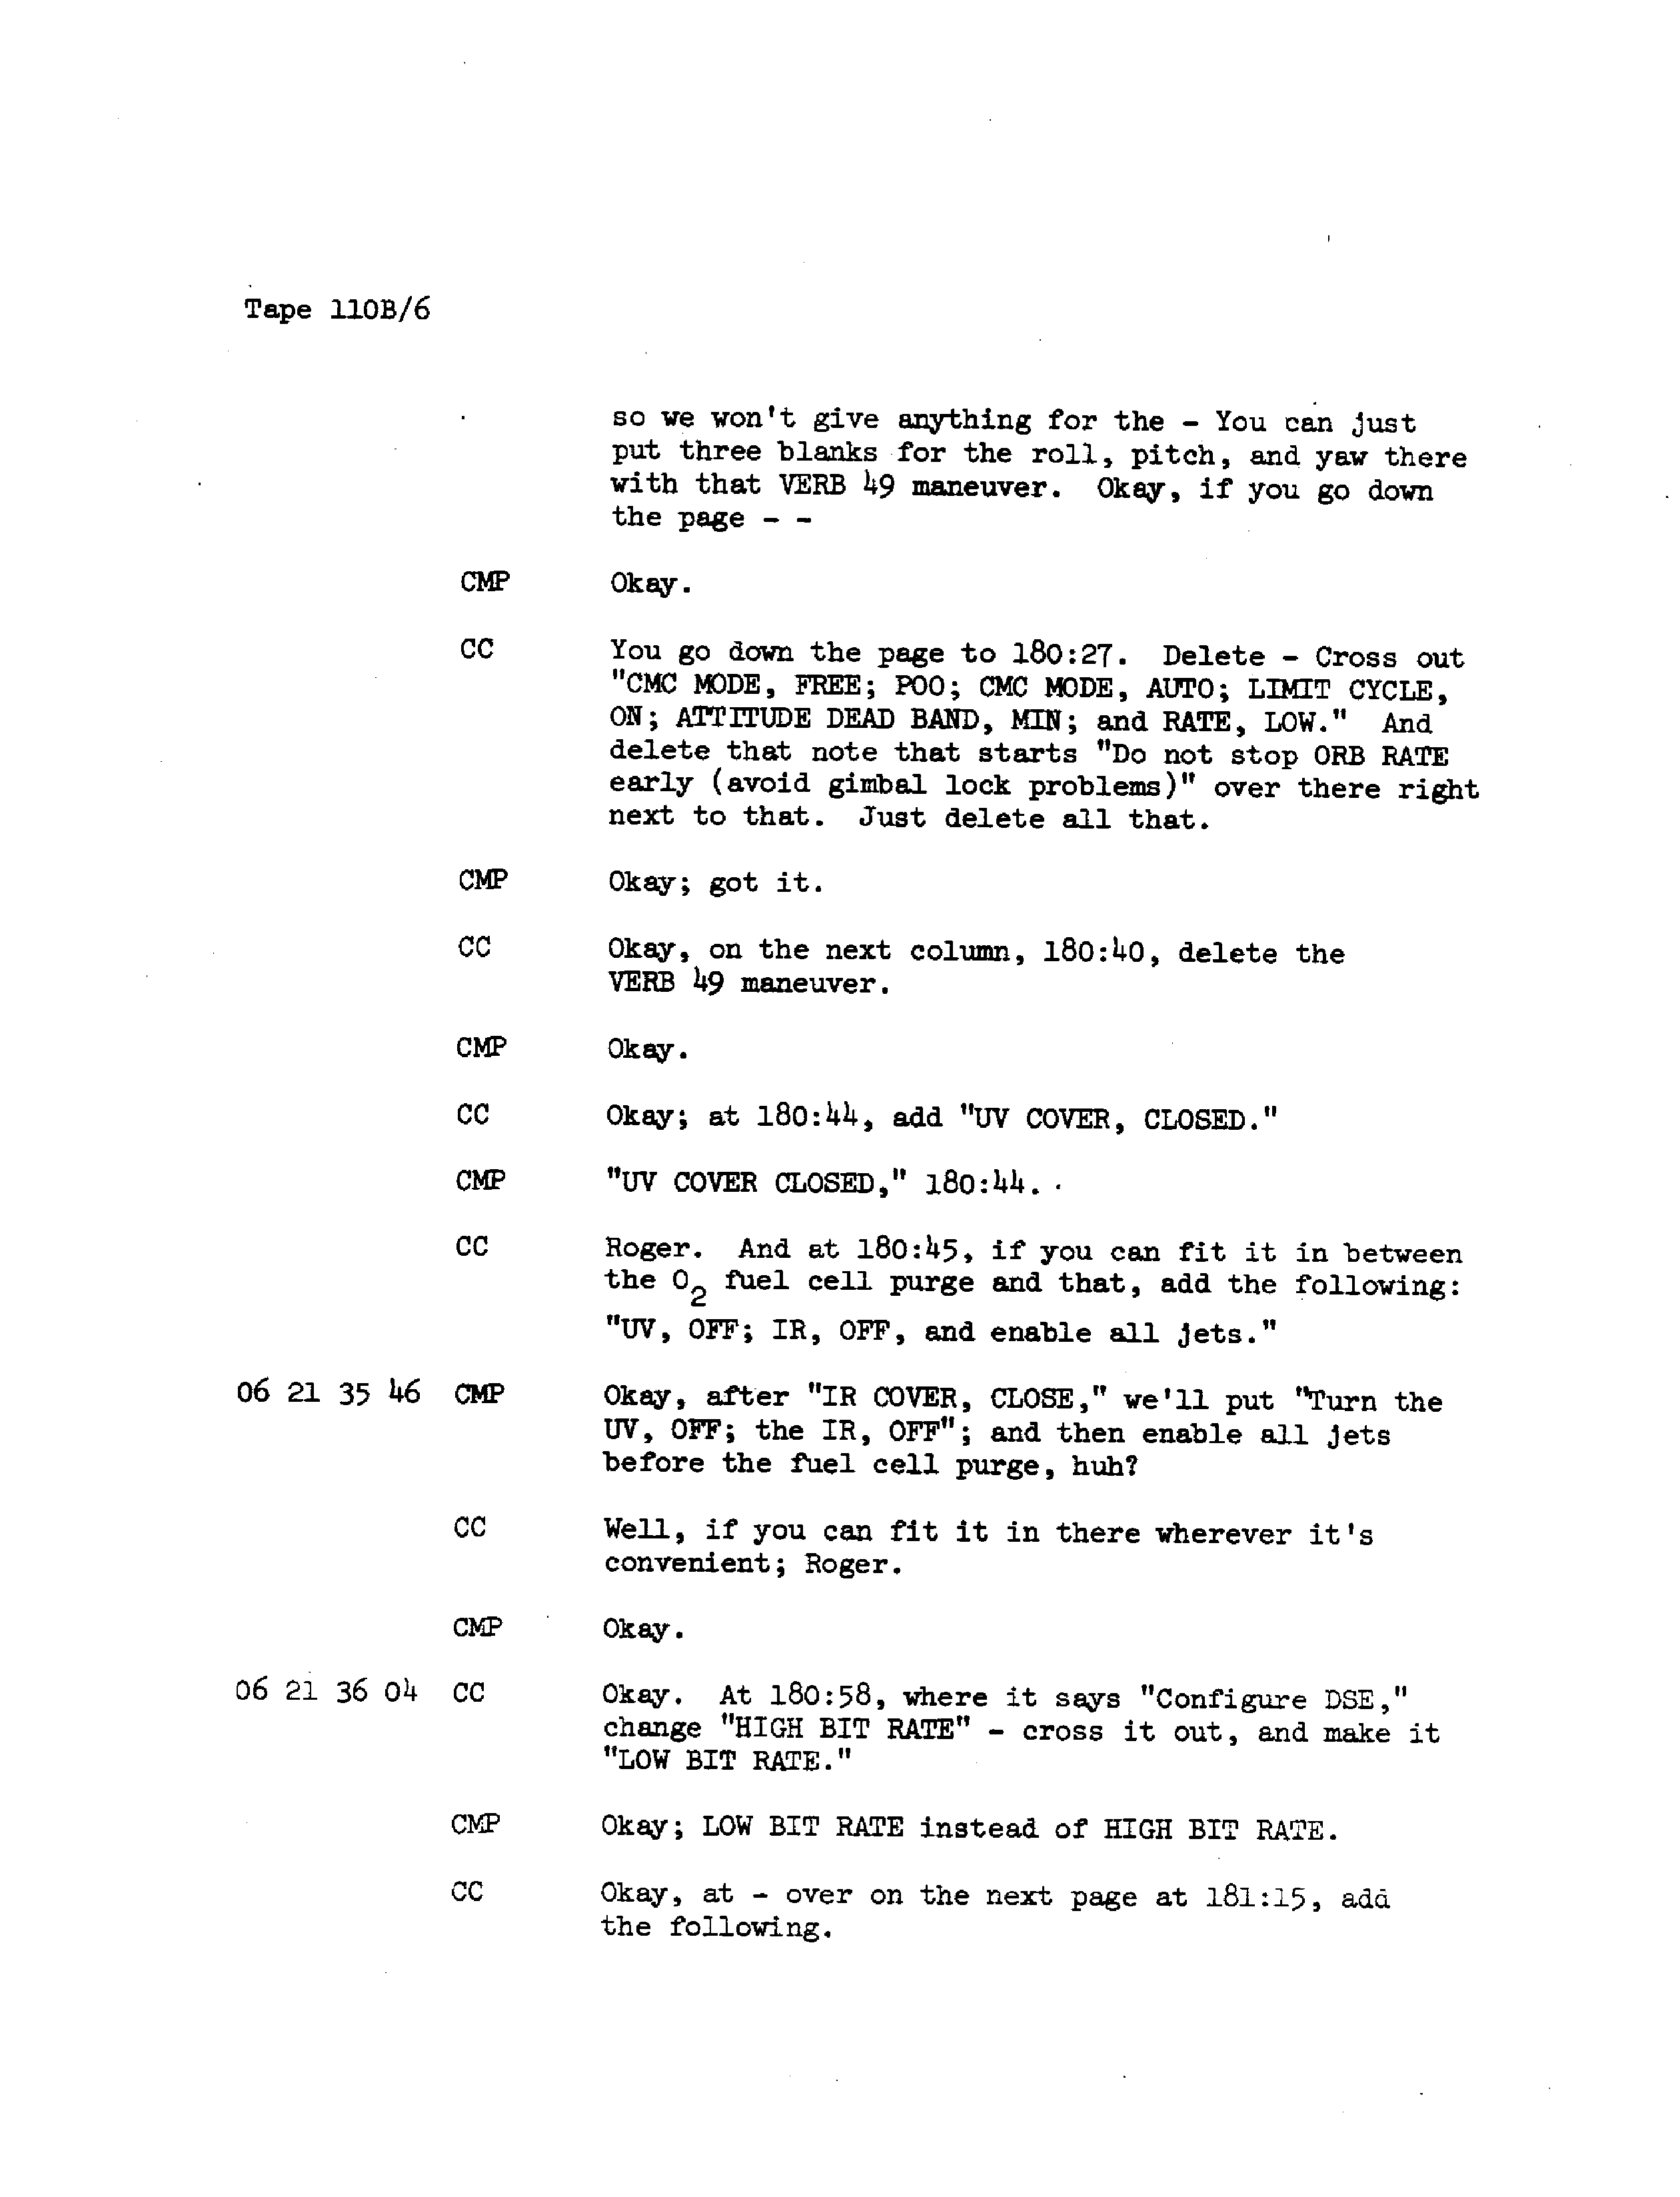 Tape 110B/6
so we won't give anything for the - You can just
put three blanks for the roll, pitch, and yaw there
with that VERB 49 maneuver. Okay, if you go down
the page - -
CMP Okay.
CC You go down the page to 180:27. Delete - Cross out
"CMC MODE, FREE; POO; CMC MODE, AUTO; LIMIT CYCLE,
ON; ATTITUDE DEAD BAND, MIN; and RATE, LOW." And
delete that note that starts "Do not stop ORB RATE
early (avoid gimbal lock problems)" over there right
next to that. Just delete all that.
CMP Okay; got it.
CC Okay, on the next column, 180:40, delete the
VERB 49 maneuver.
CMP Okay.
CC Okay; at 180:44, add "UV COVER, CLOSED."
CMP "UV COVER CLOSED," 180:44.
CC Roger. And at 180:45, if you can fit it in between
the O2 fuel cell purge and that, add the following:
"UV, OFF; IR, OFF, and enable all jets."
06 21 35 46 CMP Okay, after "IR COVER, CLOSE," we'll put "Turn the
UV, OFF; the IR, OFF"; and then enable all jets
before the fuel cell purge, huh?
CC Well, if you can fit it in there wherever it's
convenient; Roger.
CMP Okay.
06 21 36 04 CC Okay. At 180:58, where it says "Configure DSE,"
change "HIGH BIT RATE" - cross it out, and make it
"LOW BIT RATE."
CMP Okay; LOW BIT RATE instead of HIGH BIT RATE.
CC Okay, at - over on the next page at 181:15, add
the following.